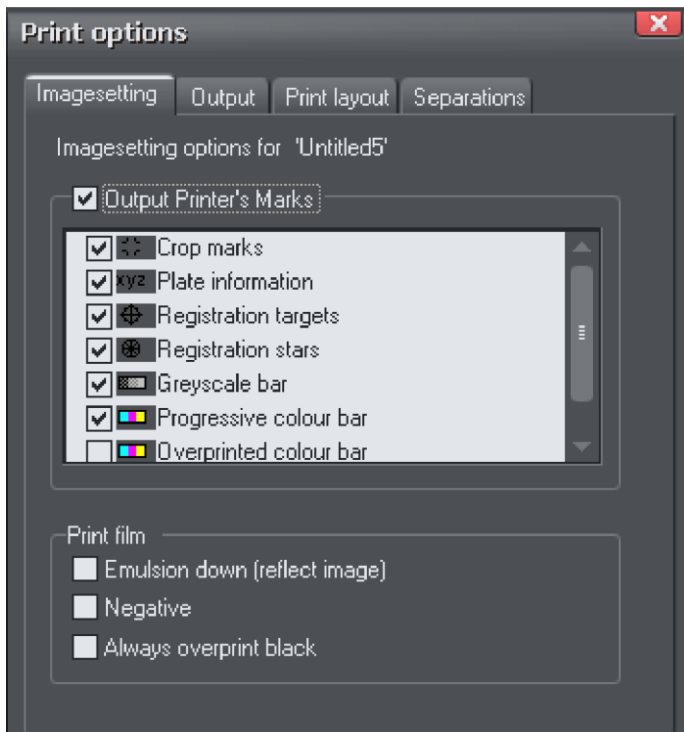 Print options
Imagesetting Output Print layout Separations
Imagesetting options for 'Untitled5'
Output Printer's Marks
Crop marks
xyz Plate information
Registration targets
Registration stars
Greyscale bar
Progressive colour bar
Overprinted colour bar
Print film
Emulsion down (reflect image)
Negative
Always overprint black